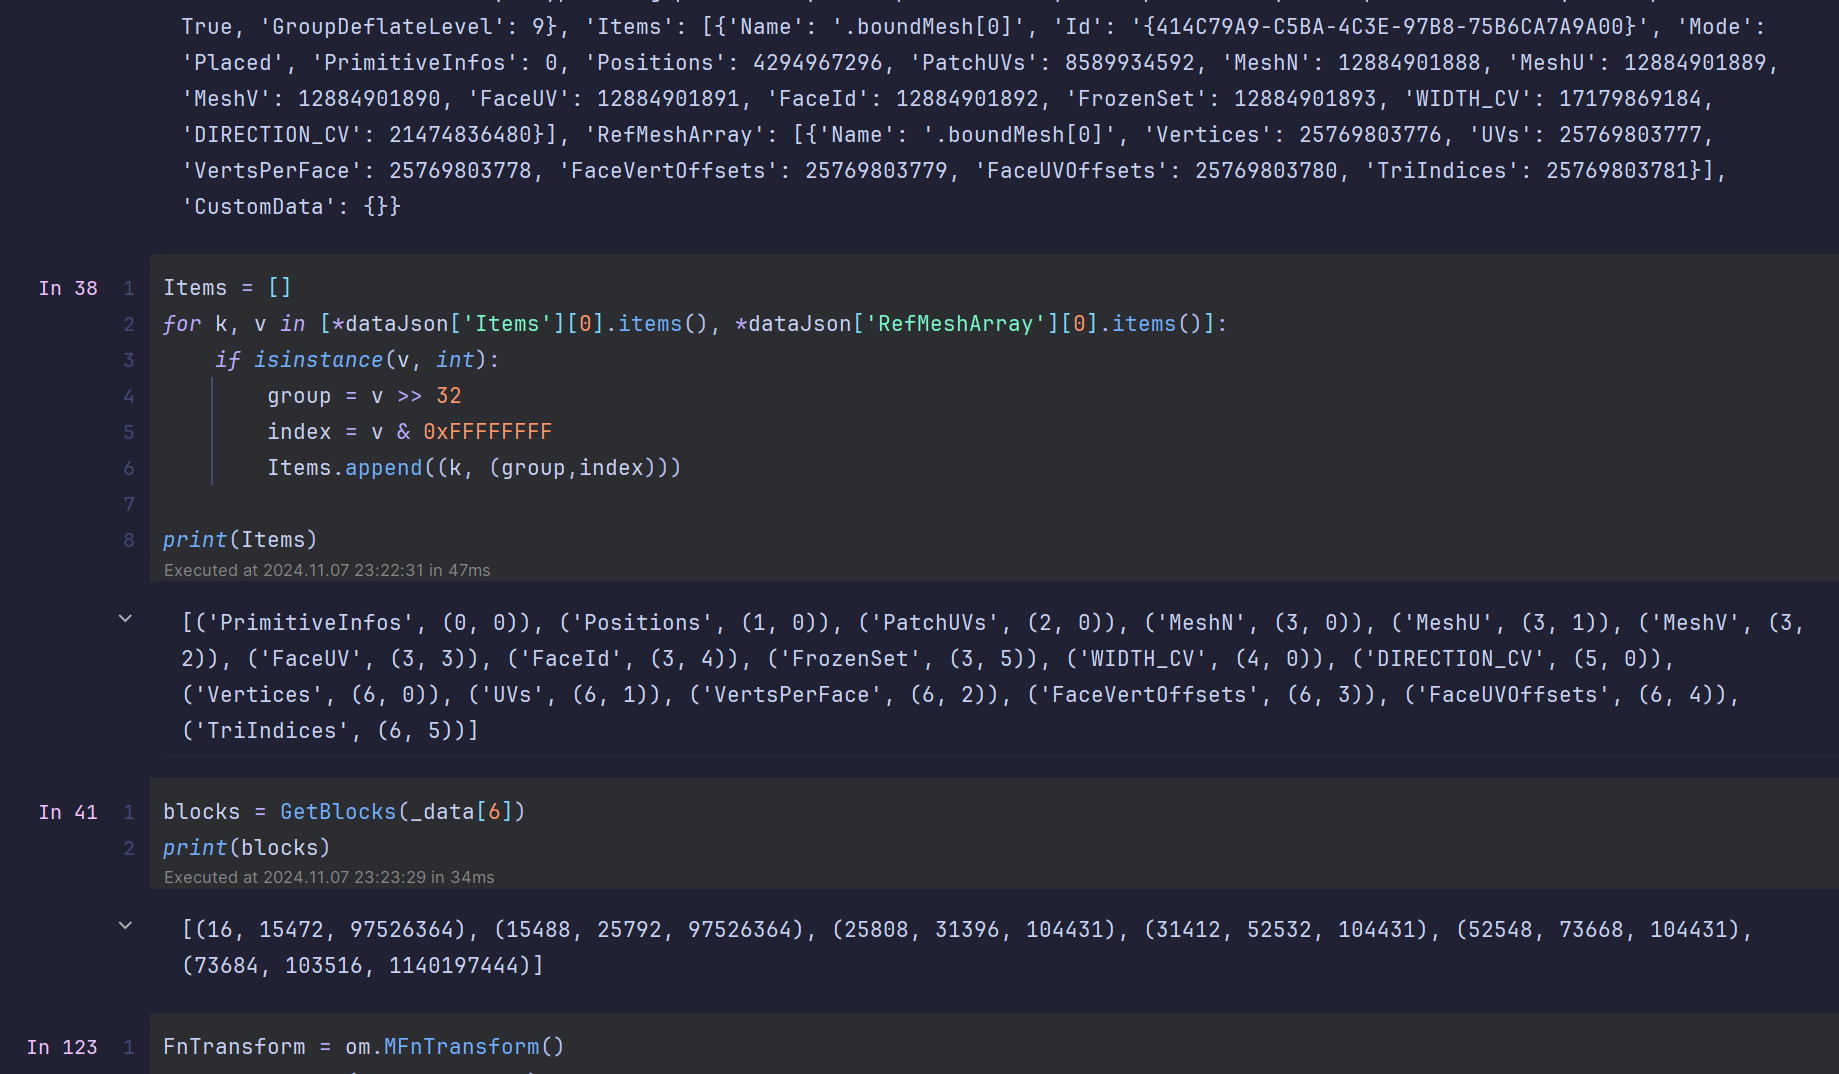 True, 'GroupDeflateLevel': 9}, 'Items': [{'Name': '.boundMesh[0]', 'Id': '{414C79A9-C5BA-4C3E-97B8-75B6CA7A9A00}', 'Mode':
'Placed', 'PrimitiveInfos': 0, 'Positions': 4294967296, 'PatchUVs': 8589934592, 'MeshN': 12884901888, 'MeshU': 12884901889,
'MeshV': 12884901890, 'FaceUV': 12884901891, 'FaceId': 12884901892, 'FrozenSet': 12884901893, 'WIDTH_CV': 17179869184,
'DIRECTION_CV': 21474836480}], 'RefMeshArray': [{'Name': '.boundMesh[0]', 'Vertices': 25769803776, 'UVs': 25769803777,
'VertsPerFace': 25769803778, 'FaceVertOffsets': 25769803779, 'FaceUVOffsets': 25769803780, 'TriIndices': 25769803781}],
'CustomData': {}}
In 38 1 Items = []
2 for k, v in [*dataJson['Items'][0].items(), *dataJson['RefMeshArray'][0].items()]:
3 if isinstance(v, int):
4 group = v >> 32
5 index = v & 0xFFFFFFFF
6 Items.append((k, (group,index)))
7
8 print(Items)
Executed at 2024.11.07 23:22:31 in 47ms
[('PrimitiveInfos', (0, 0)), ('Positions', (1, 0)), ('PatchUVs', (2, 0)), ('MeshN', (3, 0)), ('MeshU', (3, 1)), ('MeshV', (3,
2)), ('FaceUV', (3, 3)), ('FaceId', (3, 4)), ('FrozenSet', (3, 5)), ('WIDTH_CV', (4, 0)), ('DIRECTION_CV', (5, 0)),
('Vertices', (6, 0)), ('UVs', (6, 1)), ('VertsPerFace', (6, 2)), ('FaceVertOffsets', (6, 3)), ('FaceUVOffsets', (6, 4)),
('TriIndices', (6, 5))]
In 41 1 blocks = GetBlocks(_data[6])
2 print(blocks)
Executed at 2024.11.07 23:23:29 in 34ms
[(16, 15472, 97526364), (15488, 25792, 97526364), (25808, 31396, 104431), (31412, 52532, 104431), (52548, 73668, 104431),
(73684, 103516, 1140197444)]
In 123 1 FnTransform = om.MFnTransform()